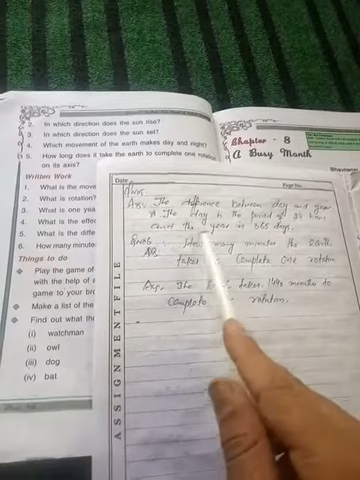 2. In which direction does the sun rise?
3. In which direction does the sun set?
4. Which movement of the earth makes day and night)
5. How long does it take the earth to complete one rotation
on its axis?
Written Work
1. What is the move
2. What is rotation?
3. What is one year
4. What is the effec
5. What is the diffe
6. How many minute
Things to do
Play the game of
with the help of a
game to your bro
Make a list of the
Find out what the
(i) watchman
(ii) owl
(iii) dog
(iv) bat
Chapter - 8
A Busy Month
Date
Page No.
Qno5.
Ans. The difference between day and year
The day is the period of 24 hours
and the year is 365 days.
Qno6. How many minutes the Earth
takes complete one rotation
Ans. The takes 1440 minutes to
complete rotation.
ASSIGNMENT FILE